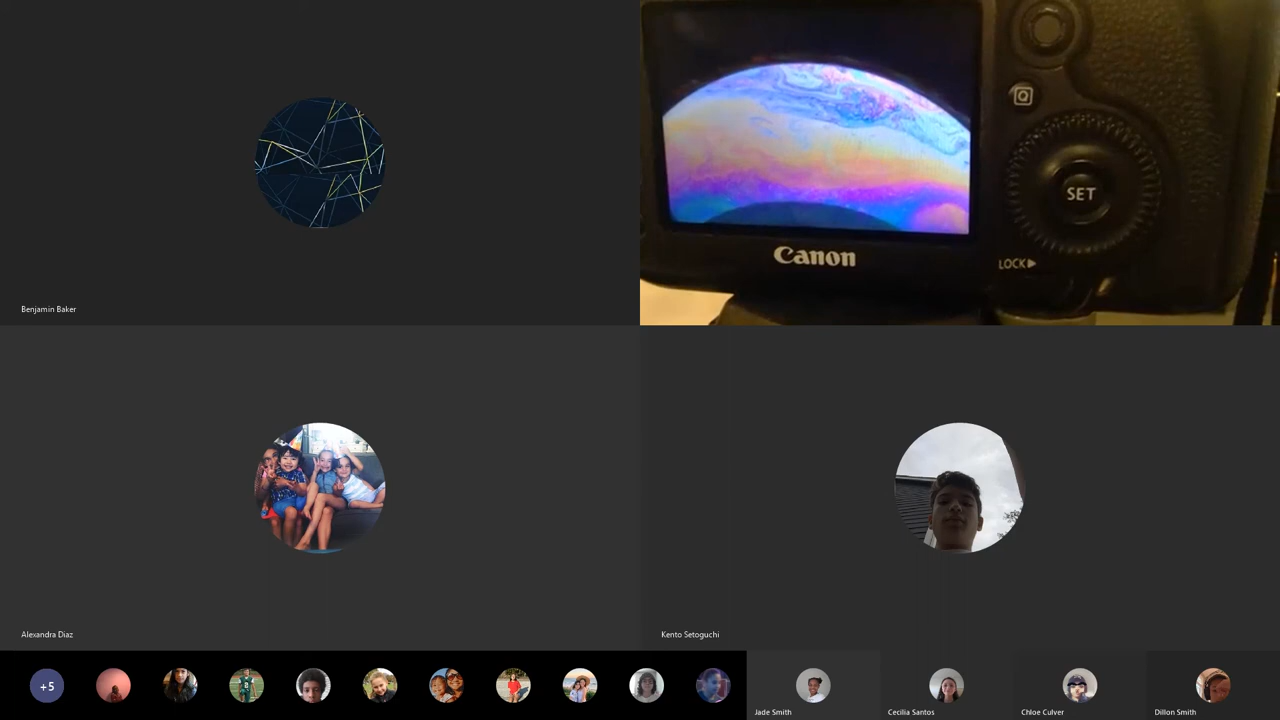 Q
SET
Canon
LOCK▶
Benjamin Baker
Alexandra Diaz
Kento Setoguchi
+5
Jade Smith
Cecilia Santos
Chloe Culver
Dillon Smith